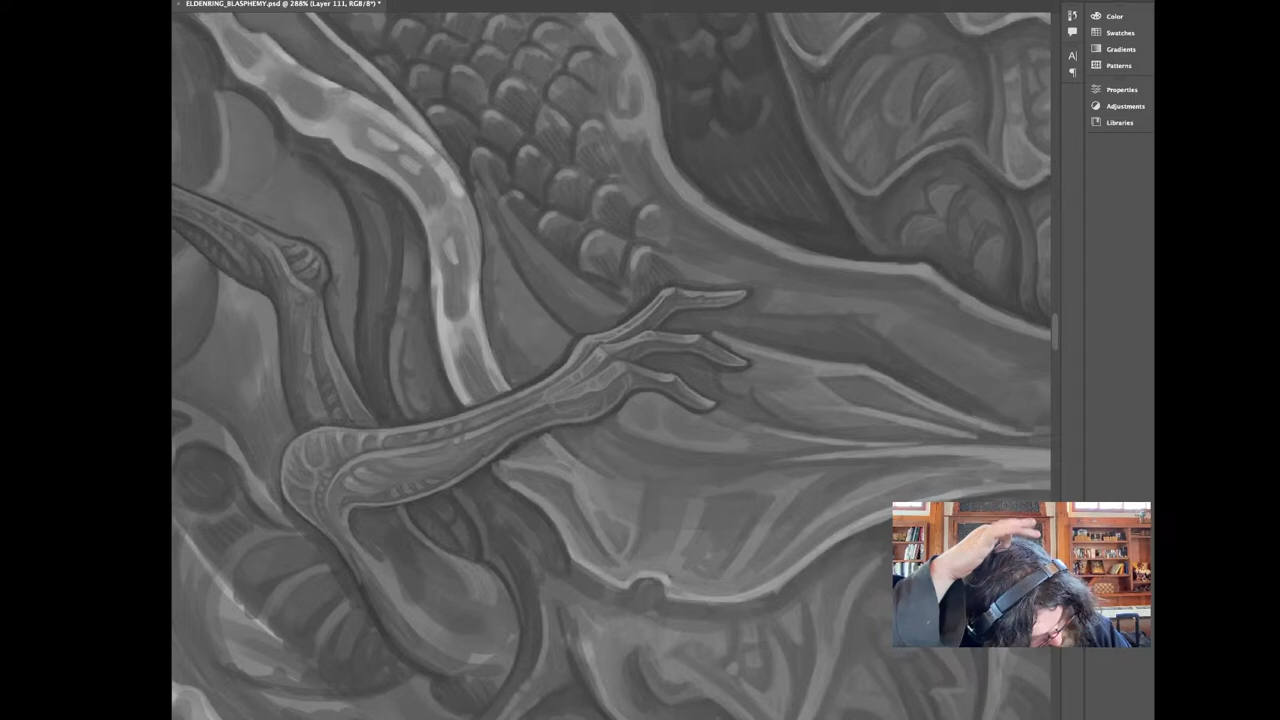 × ELDENRING_BLASPHEMY.psd @ 288% (Layer 111, RGB/8*) *
Color
Swatches
Gradients
Patterns
Properties
Adjustments
Libraries